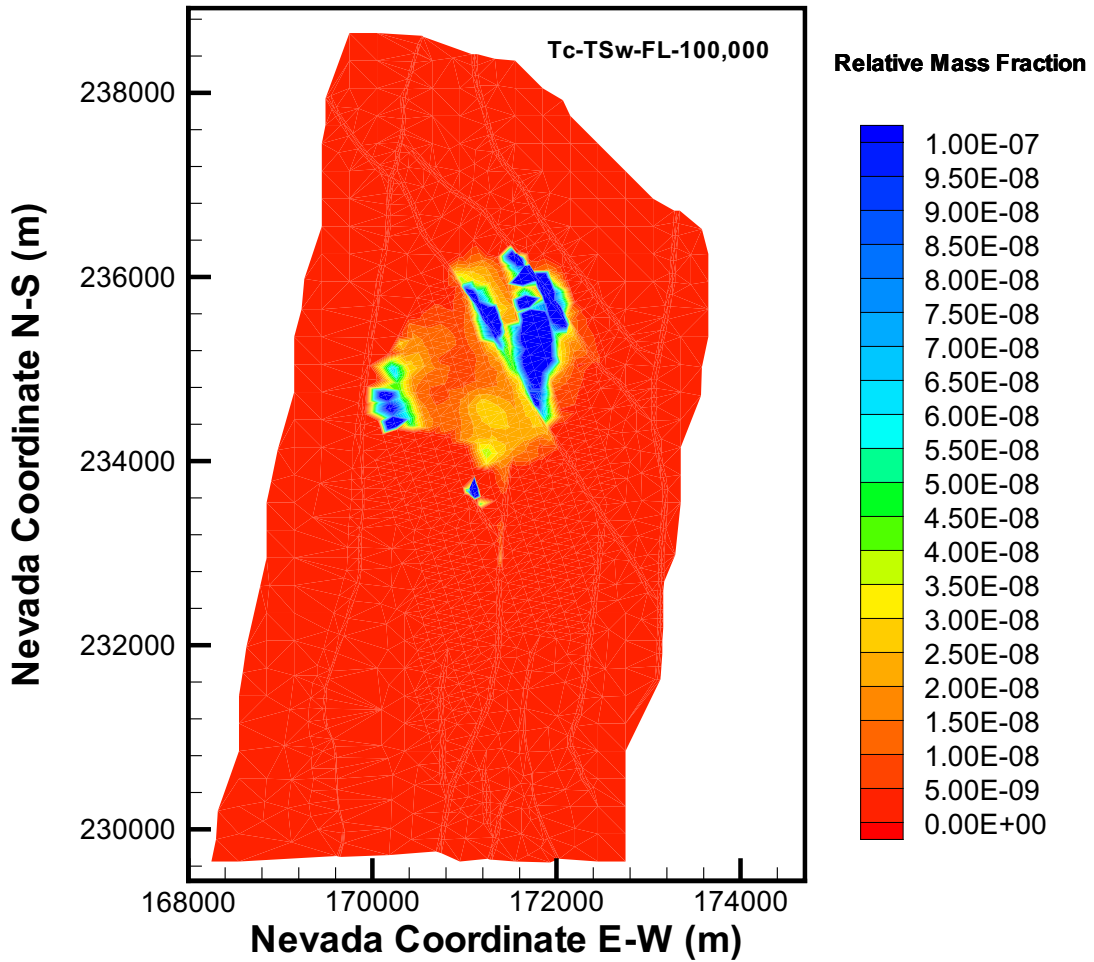 Tc-TSw-FL-100,000
Relative Mass Fraction
1.00E-07
9.50E-08
9.00E-08
8.50E-08
8.00E-08
7.50E-08
7.00E-08
6.50E-08
6.00E-08
5.50E-08
5.00E-08
4.50E-08
4.00E-08
3.50E-08
3.00E-08
2.50E-08
2.00E-08
1.50E-08
1.00E-08
5.00E-09
0.00E+00
Nevada Coordinate N-S (m)
238000
236000
234000
232000
230000
168000 170000 172000 174000
Nevada Coordinate E-W (m)